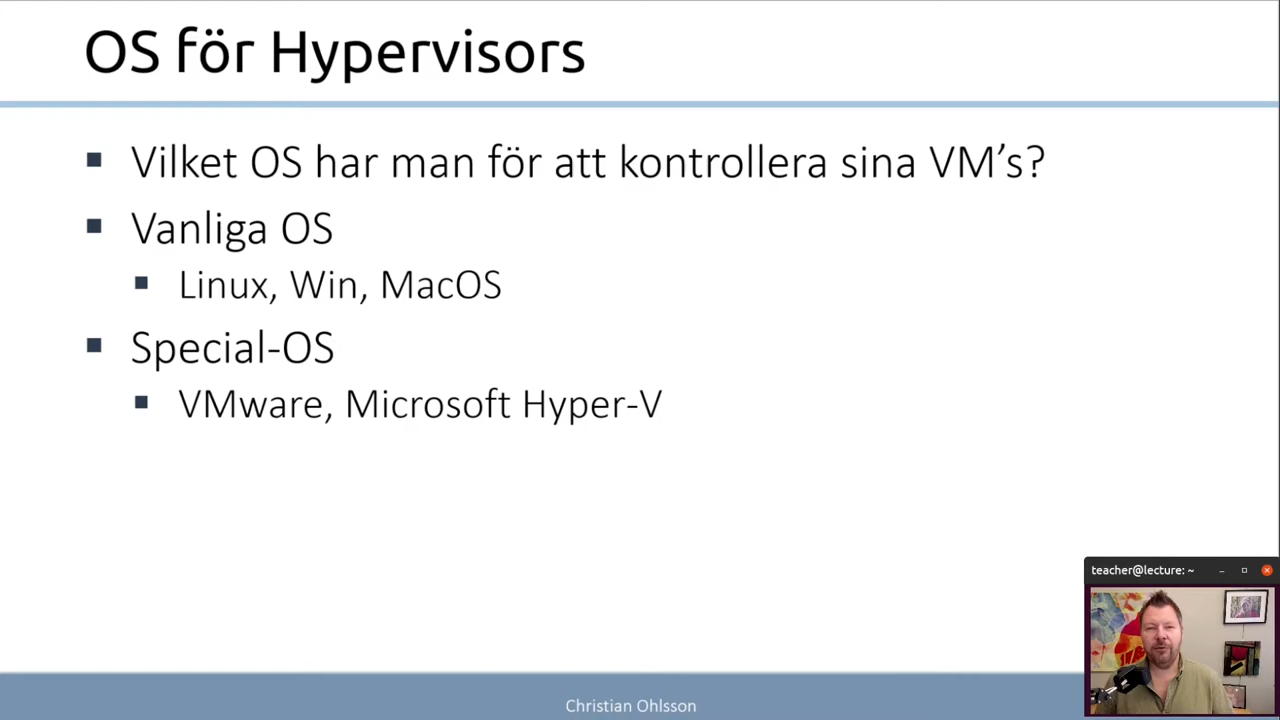 OS för Hypervisors
Vilket OS har man för att kontrollera sina VM’s?
Vanliga OS
Linux, Win, MacOS
Special-OS
VMware, Microsoft Hyper-V
teacher@lecture: ~
Christian Ohlsson